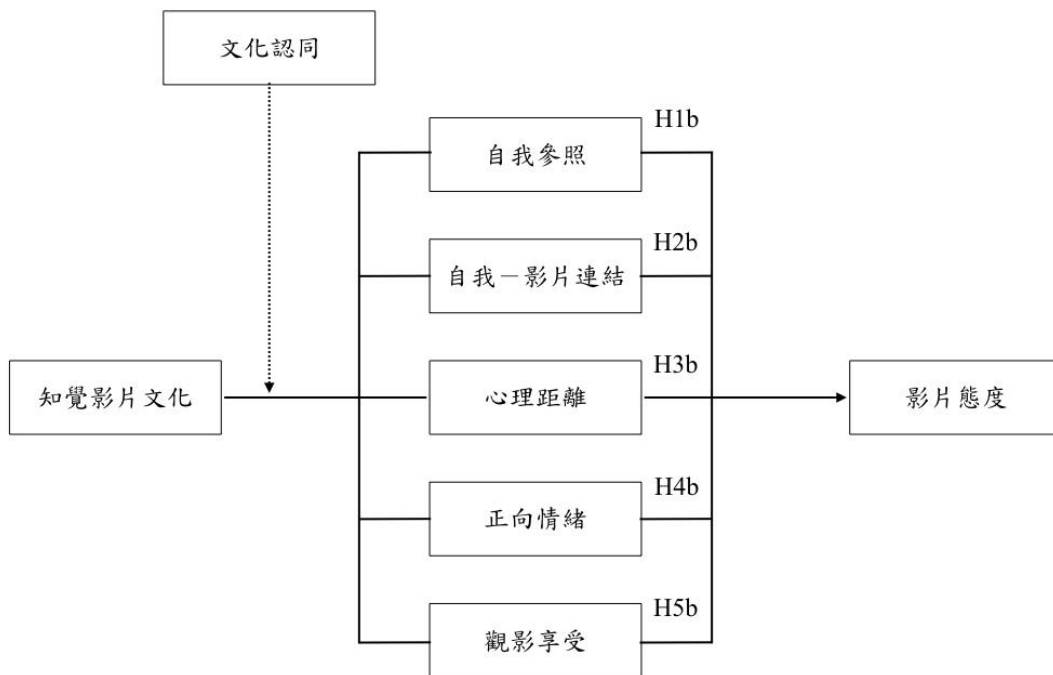 文化認同
H1b
自我參照
H2b
自我－影片連結
知覺影片文化
H3b
心理距離
影片態度
H4b
正向情緒
H5b
觀影享受